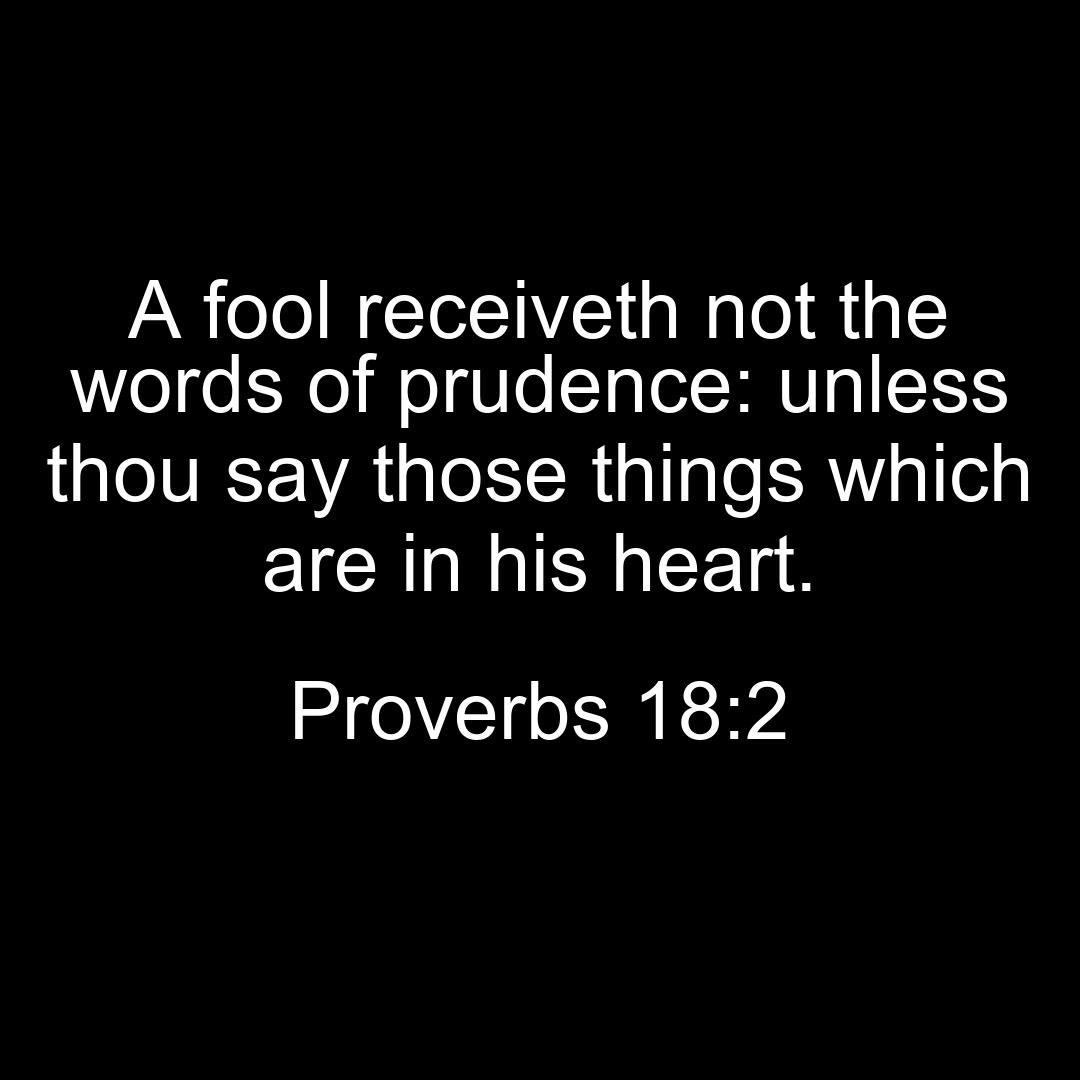 A fool receiveth not the
words of prudence: unless
thou say those things which
are in his heart.
Proverbs 18:2